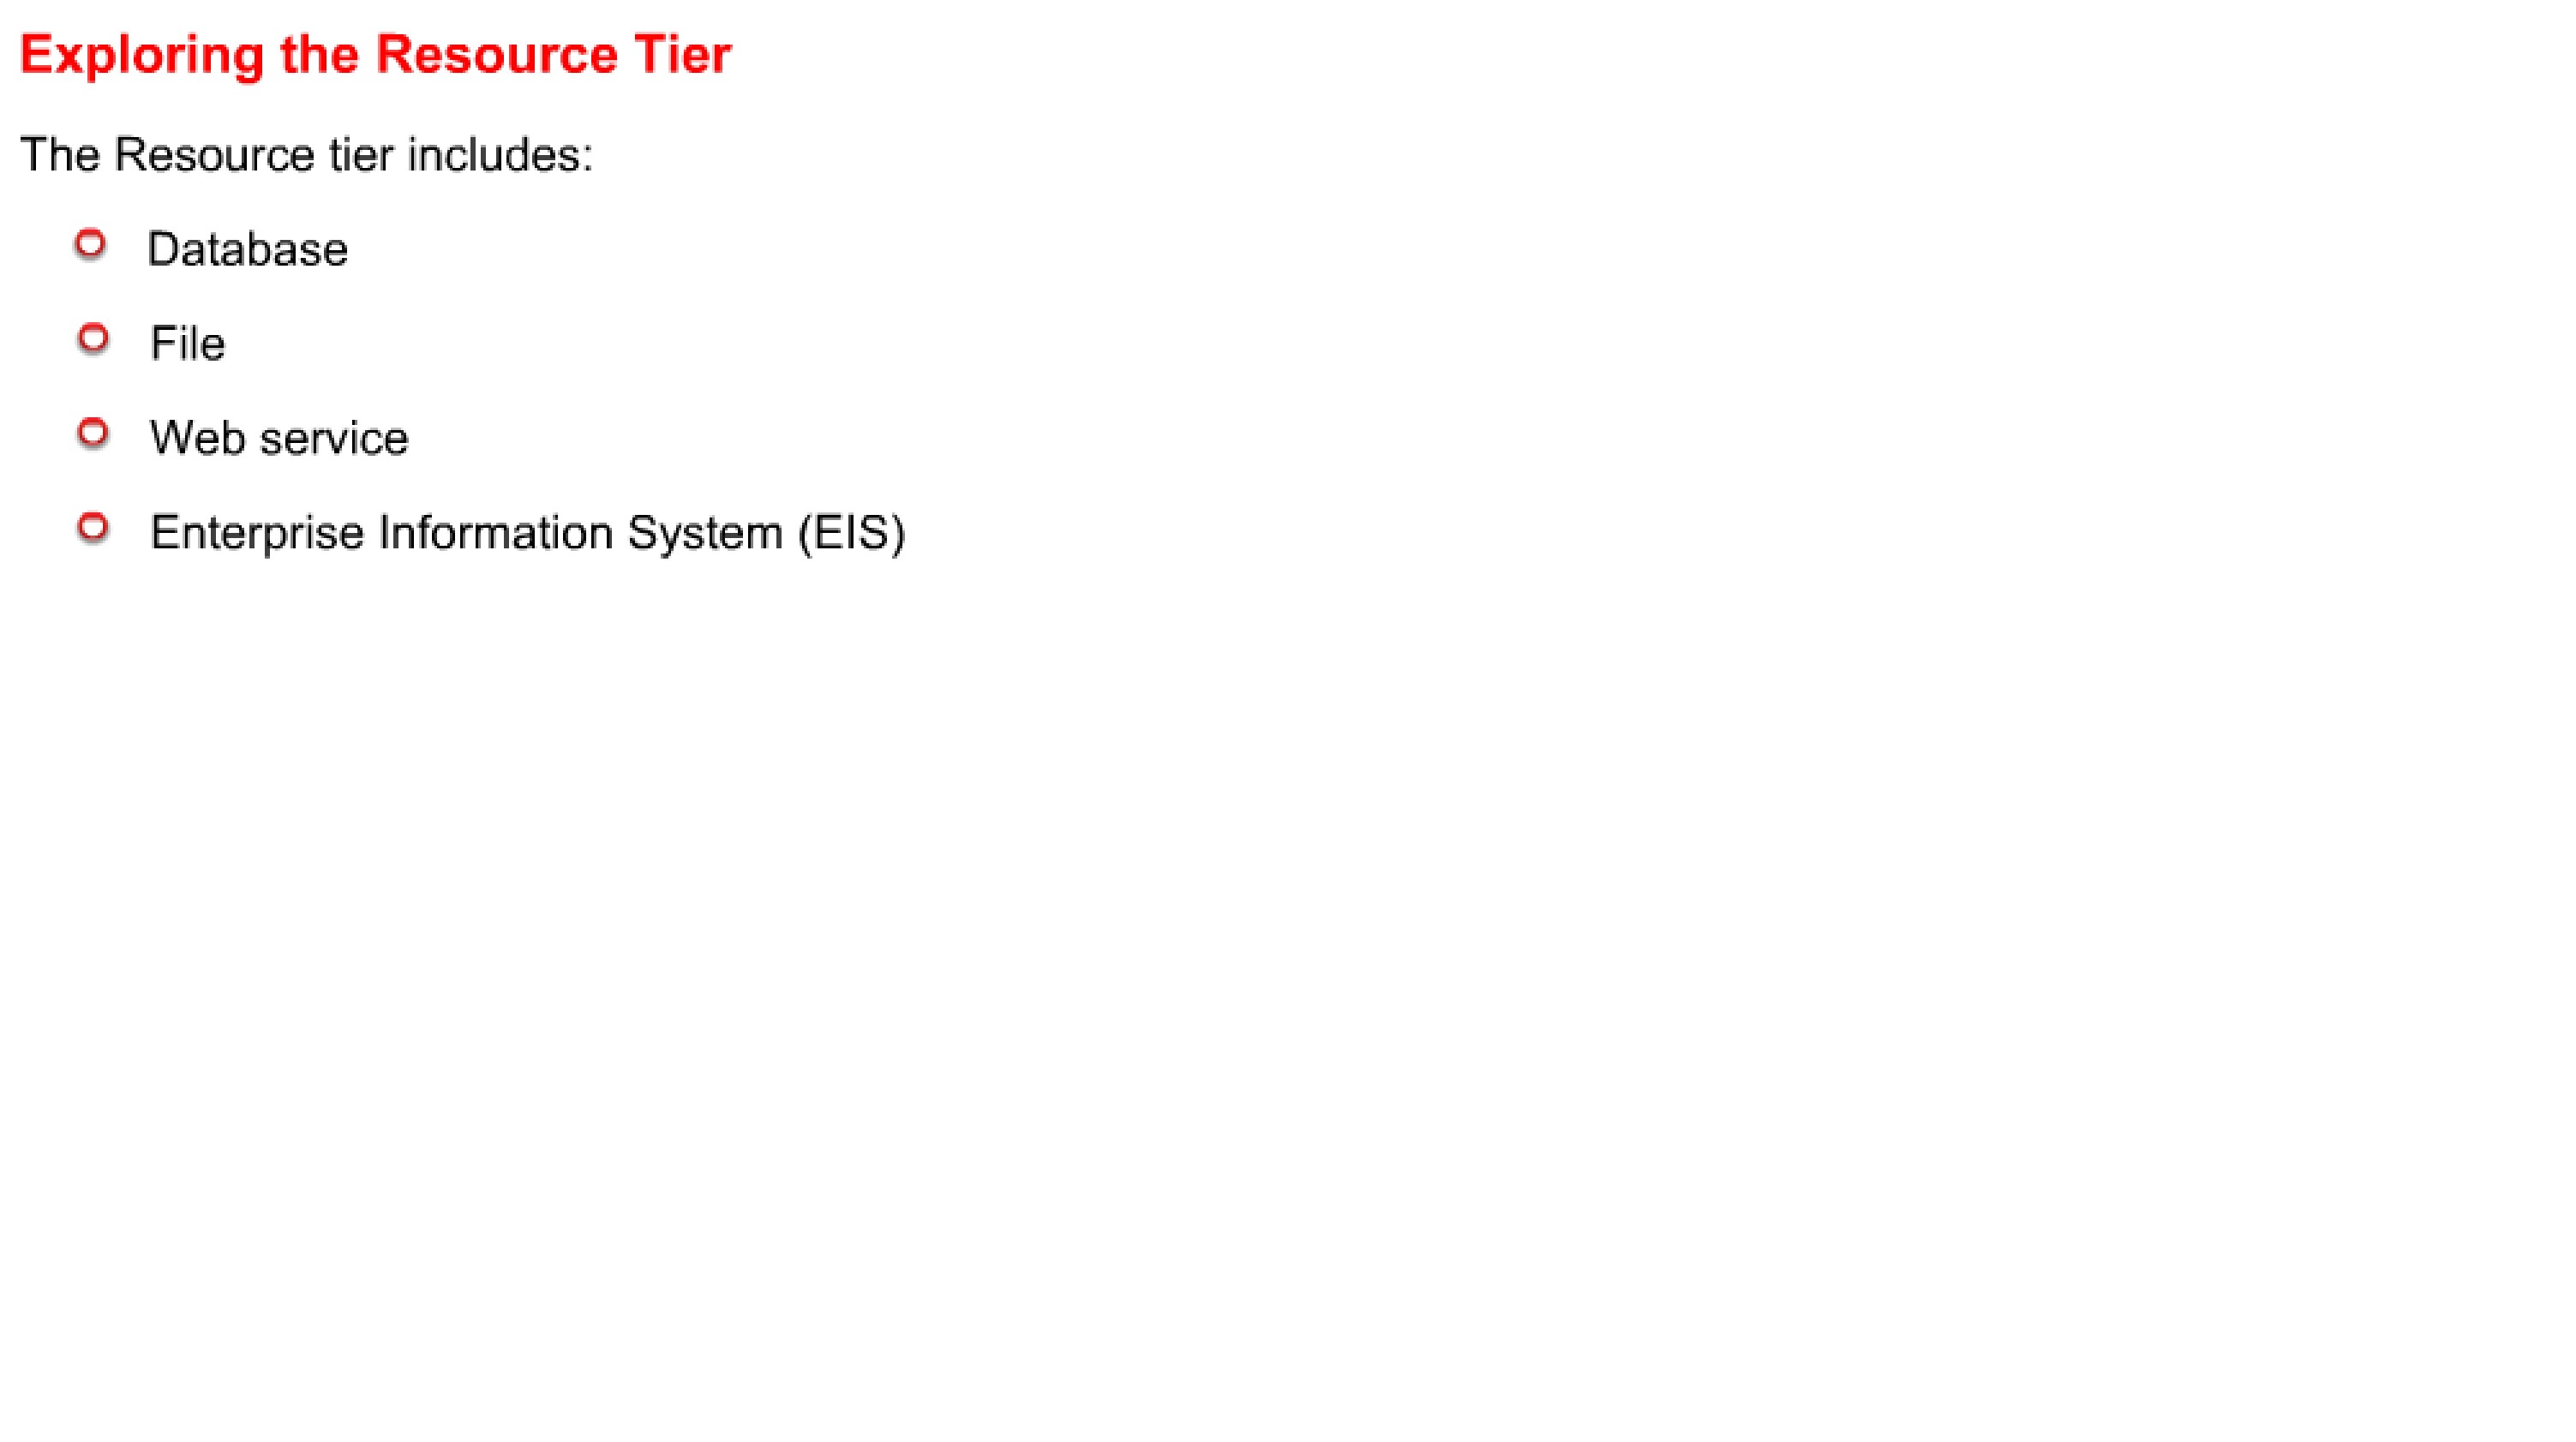 Exploring the Resource Tier
The Resource tier includes:
Database
File
Web service
Enterprise Information System (EIS)